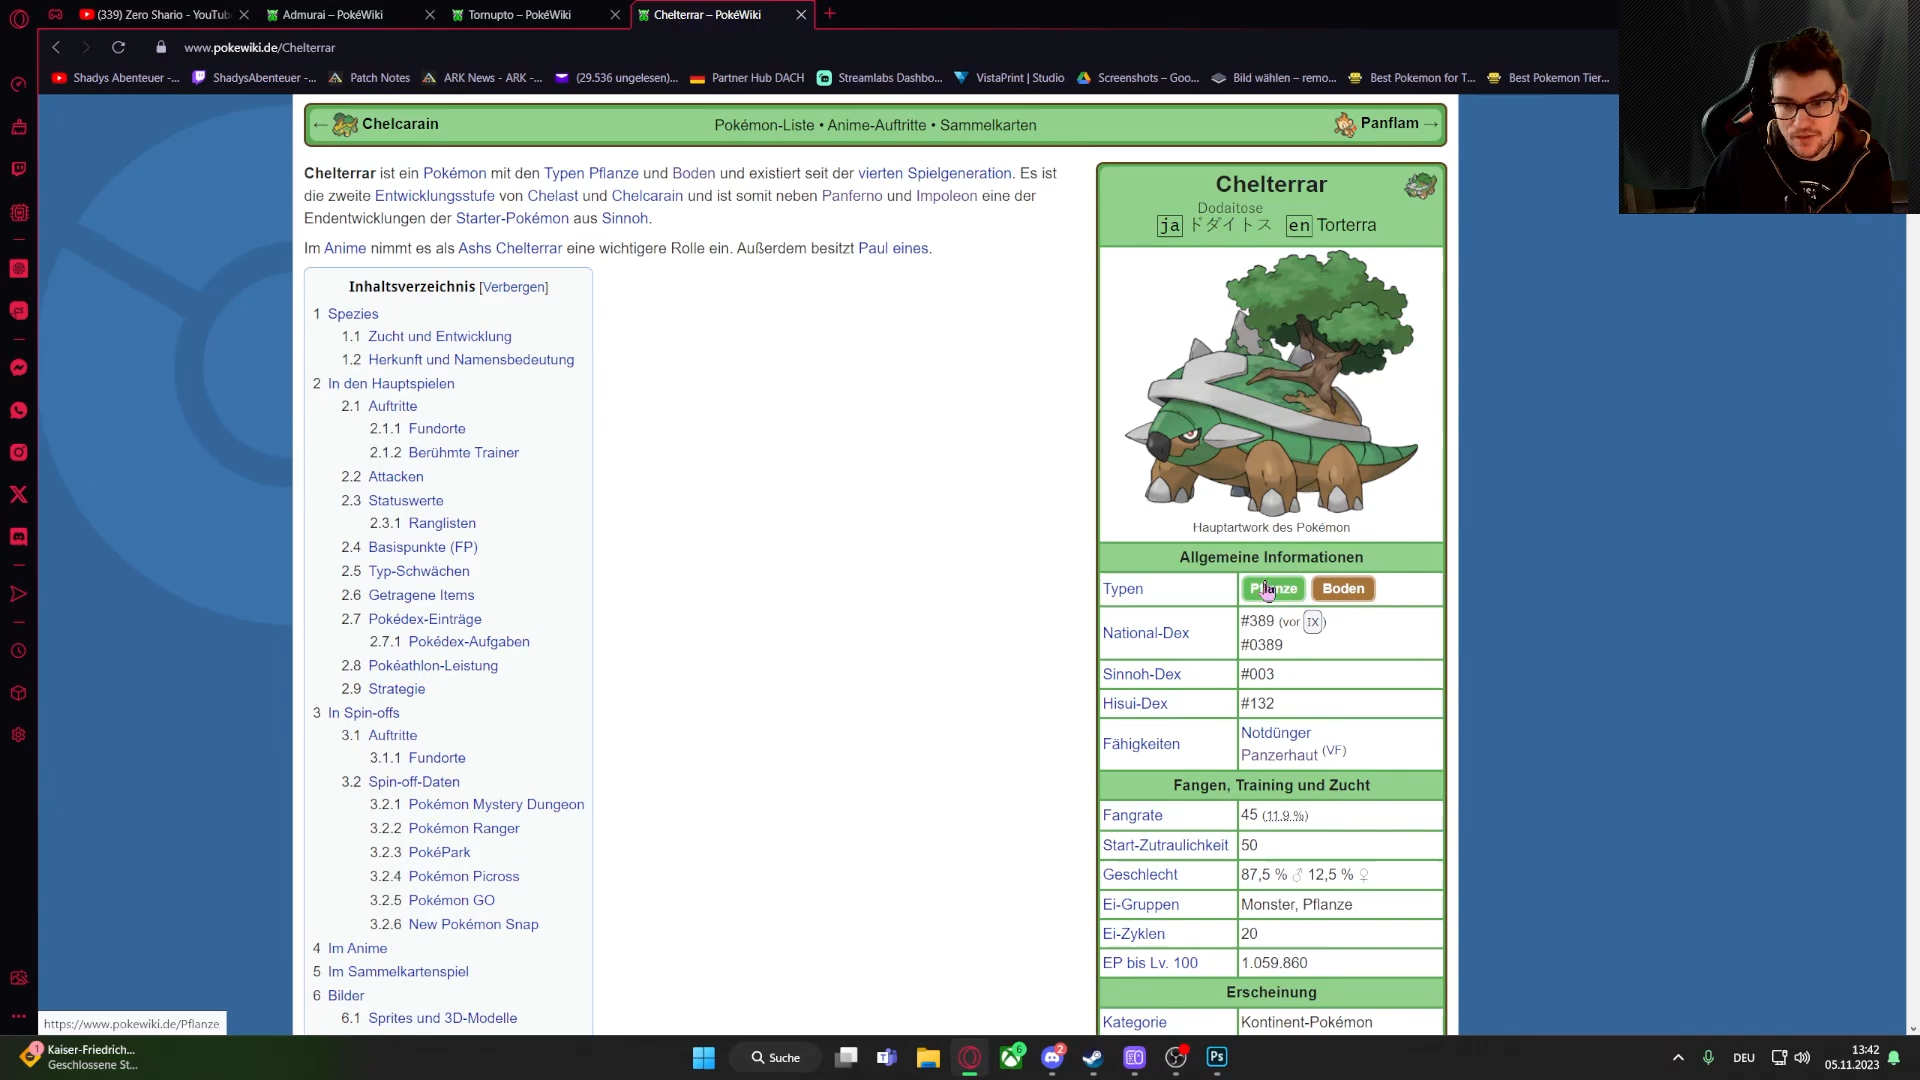 (339) Zero Shario - YouTub
Admurai – PokéWiki
Tornupto – PokéWiki
Chelterrar – PokéWiki
www.pokewiki.de/Chelterrar
Shadys Abenteuer -...
ShadysAbenteuer -...
Patch Notes
ARK News - ARK -...
(29.536 ungelesen)...
Partner Hub DACH
Streamlabs Dashbo...
VistaPrint | Studio
Screenshots – Goo...
Bild wählen – remo...
Best Pokemon for T...
Best Pokemon Tier...
← Chelcarain
Pokémon-Liste • Anime-Auftritte • Sammelkarten
Panflam →
Chelterrar ist ein Pokémon mit den Typen Pflanze und Boden und existiert seit der vierten Spielgeneration. Es ist
die zweite Entwicklungsstufe von Chelast und Chelcarain und ist somit neben Panferno und Impoleon eine der
Endentwicklungen der Starter-Pokémon aus Sinnoh.
Im Anime nimmt es als Ashs Chelterrar eine wichtigere Rolle ein. Außerdem besitzt Paul eines.
Inhaltsverzeichnis [Verbergen]
1 Spezies
1.1 Zucht und Entwicklung
1.2 Herkunft und Namensbedeutung
2 In den Hauptspielen
2.1 Auftritte
2.1.1 Fundorte
2.1.2 Berühmte Trainer
2.2 Attacken
2.3 Statuswerte
2.3.1 Ranglisten
2.4 Basispunkte (FP)
2.5 Typ-Schwächen
2.6 Getragene Items
2.7 Pokédex-Einträge
2.7.1 Pokédex-Aufgaben
2.8 Pokéathlon-Leistung
2.9 Strategie
3 In Spin-offs
3.1 Auftritte
3.1.1 Fundorte
3.2 Spin-off-Daten
3.2.1 Pokémon Mystery Dungeon
3.2.2 Pokémon Ranger
3.2.3 PokéPark
3.2.4 Pokémon Picross
3.2.5 Pokémon GO
3.2.6 New Pokémon Snap
4 Im Anime
5 Im Sammelkartenspiel
6 Bilder
6.1 Sprites und 3D-Modelle
Chelterrar
Dodaitose
ja ドダイトス en Torterra
Hauptartwork des Pokémon
Allgemeine Informationen
Typen Pflanze Boden
National-Dex #389 (vor IX)
#0389
Sinnoh-Dex #003
Hisui-Dex #132
Fähigkeiten Notdünger
Panzerhaut (VF)
Fangen, Training und Zucht
Fangrate 45 (11.9 %)
Start-Zutraulichkeit 50
Geschlecht 87,5 % ♂ 12,5 % ♀
Ei-Gruppen Monster, Pflanze
Ei-Zyklen 20
EP bis Lv. 100 1.059.860
Erscheinung
Kategorie Kontinent-Pokémon
https://www.pokewiki.de/Pflanze
1
Kaiser-Friedrich...
Geschlossene St...
Suche
6
2
Ps
DEU
13:42
05.11.2023